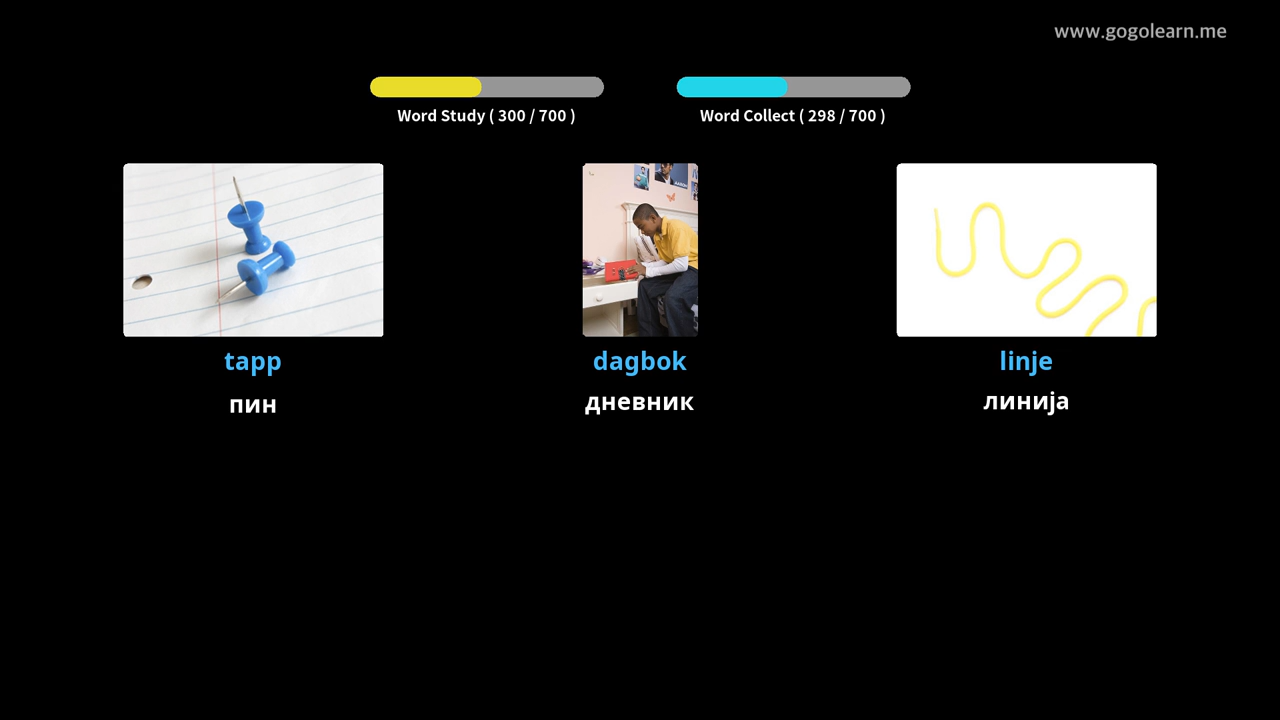 www.gogolearn.me
Word Study ( 300 / 700 )
Word Collect ( 298 / 700 )
tapp
dagbok
linje
пин
дневник
линија